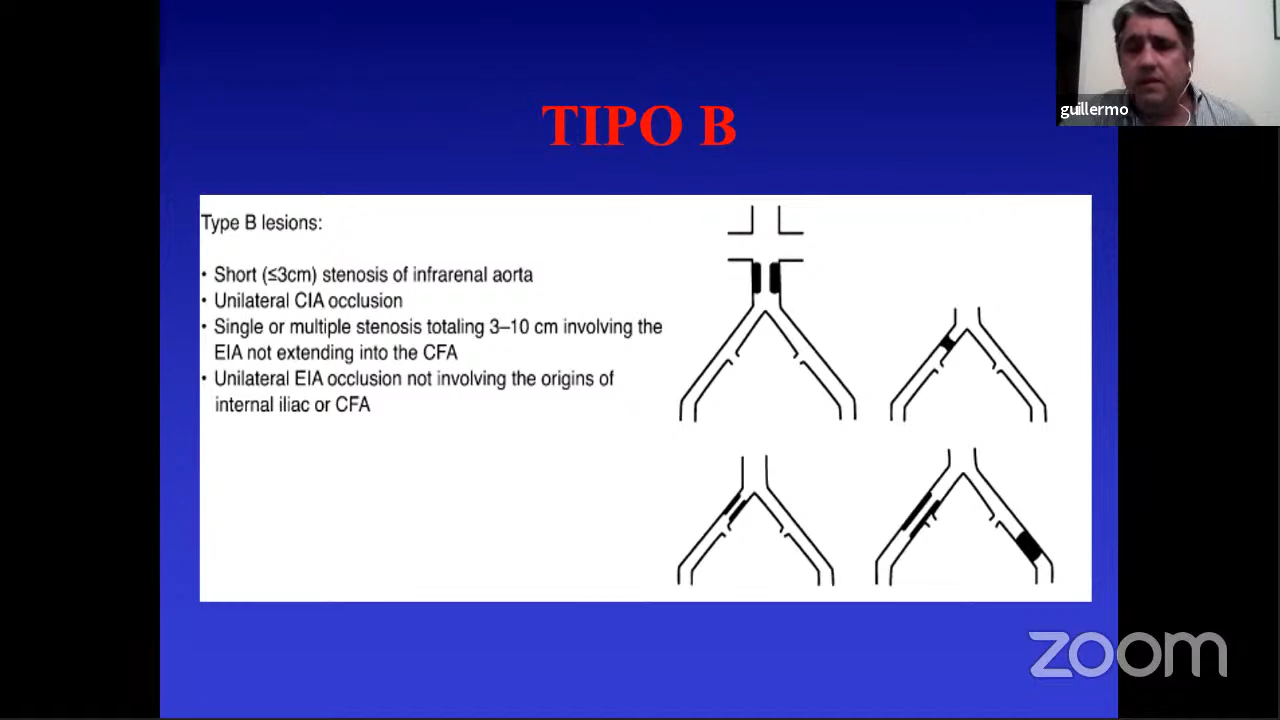 TIPO B
guillermo
Type B lesions:
• Short (≤3cm) stenosis of infrarenal aorta
• Unilateral CIA occlusion
• Single or multiple stenosis totaling 3–10 cm involving the
EIA not extending into the CFA
• Unilateral EIA occlusion not involving the origins of
internal iliac or CFA
zoom